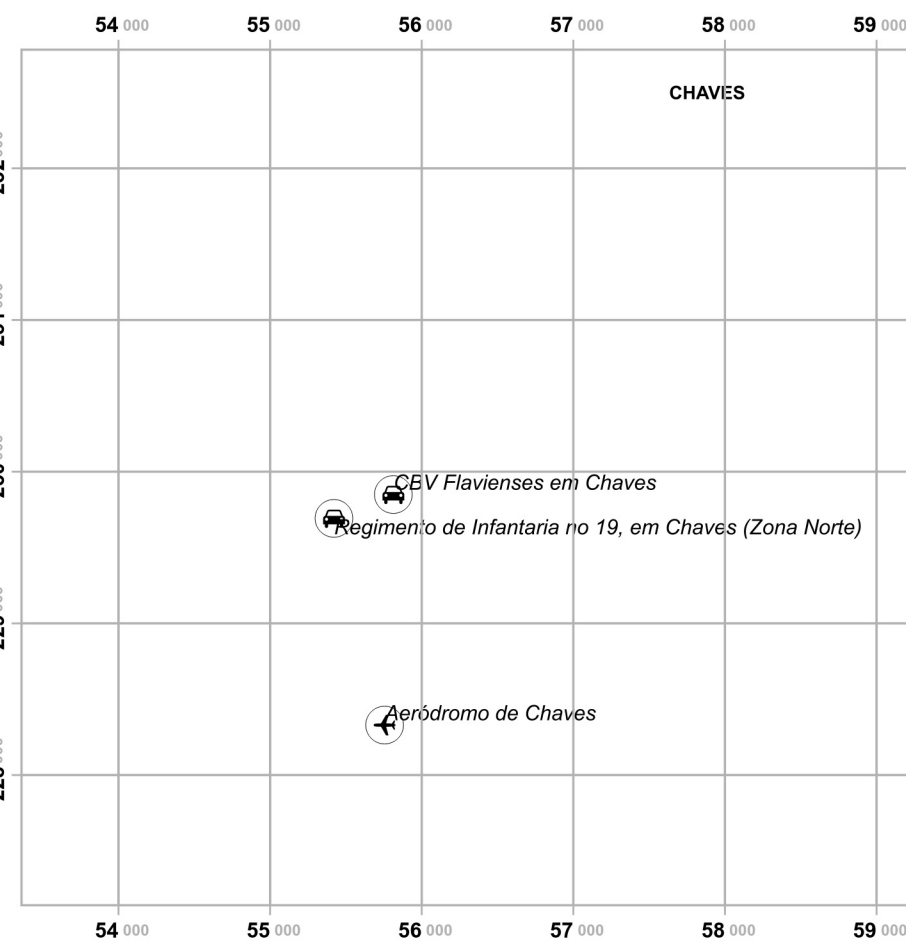 54 000 55 000 56 000 57 000 58 000 59 000
CHAVES
CBV Flavienses em Chaves
Regimento de Infantaria no 19, em Chaves (Zona Norte)
Aeródromo de Chaves
54 000 55 000 56 000 57 000 58 000 59 000